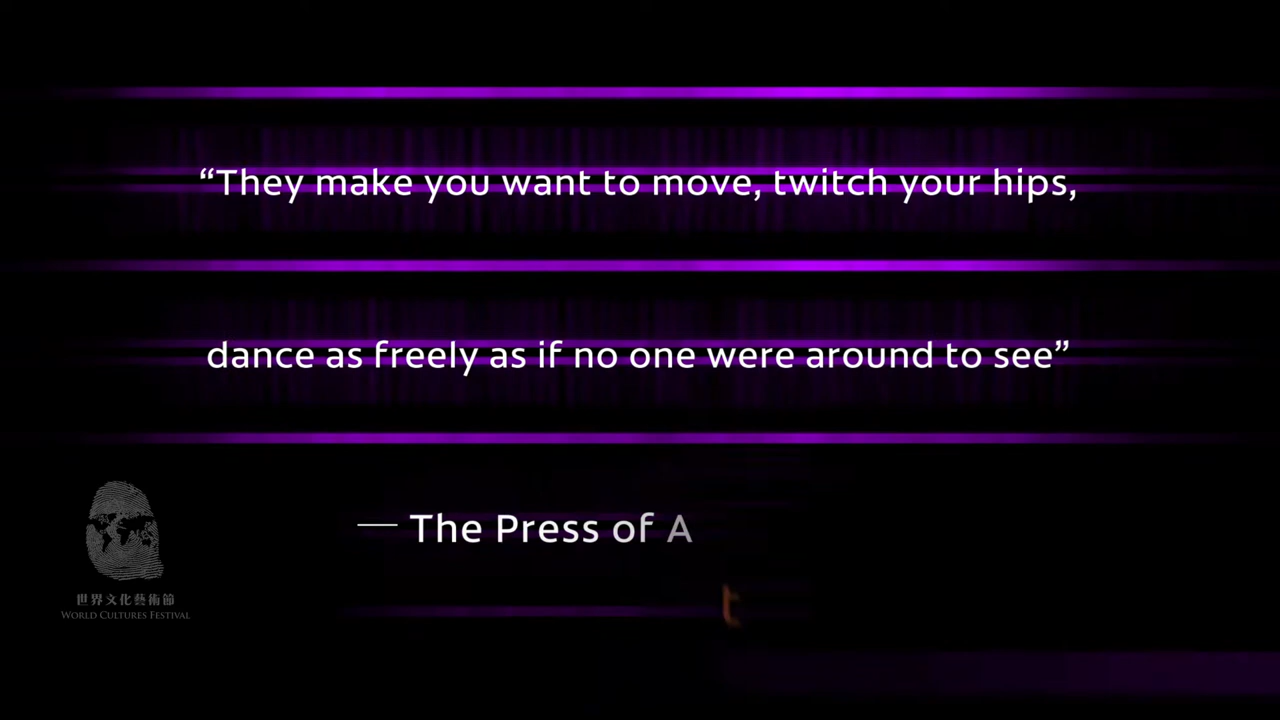 “They make you want to move, twitch your hips,
dance as freely as if no one were around to see”
— The Press of A
t
世界文化藝術節
WORLD CULTURES FESTIVAL